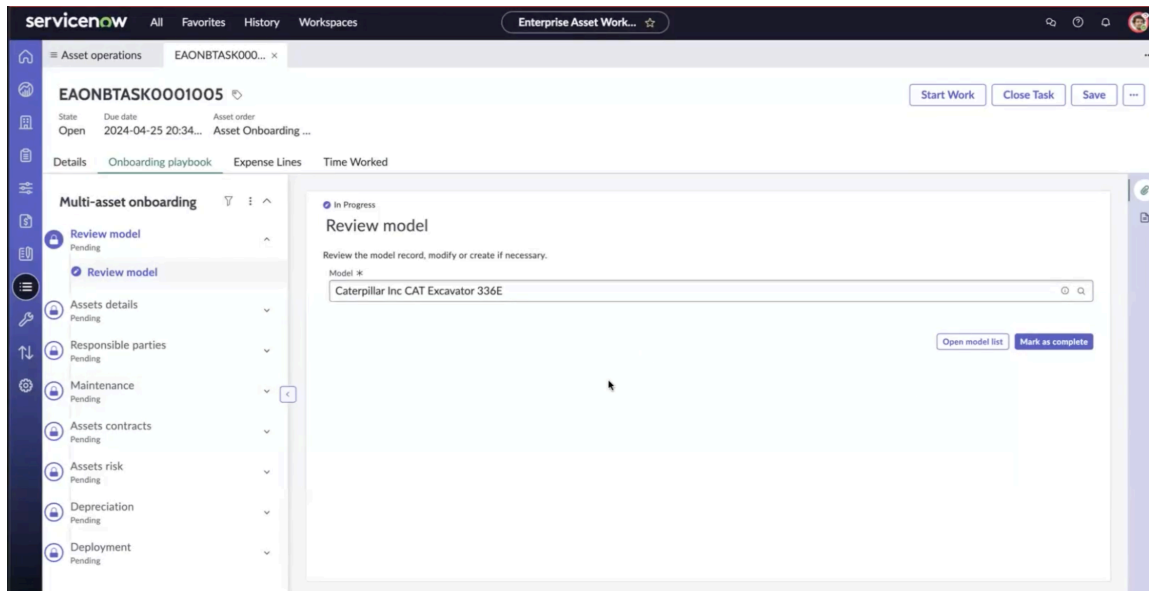 servicenow All Favorites History Workspaces Enterprise Asset Work...
Asset operations EAONBTASK000...
EAONBTASK0001005
Start Work Close Task Save
State Due date Asset order
Open 2024-04-25 20:34... Asset Onboarding ...
Details Onboarding playbook Expense Lines Time Worked
Multi-asset onboarding
Review model
Pending
Review model
Assets details
Pending
Responsible parties
Pending
Maintenance
Pending
Assets contracts
Pending
Assets risk
Pending
Depreciation
Pending
Deployment
Pending
In Progress
Review model
Review the model record, modify or create if necessary.
Model *
Caterpillar Inc CAT Excavator 336E
Open model list Mark as complete